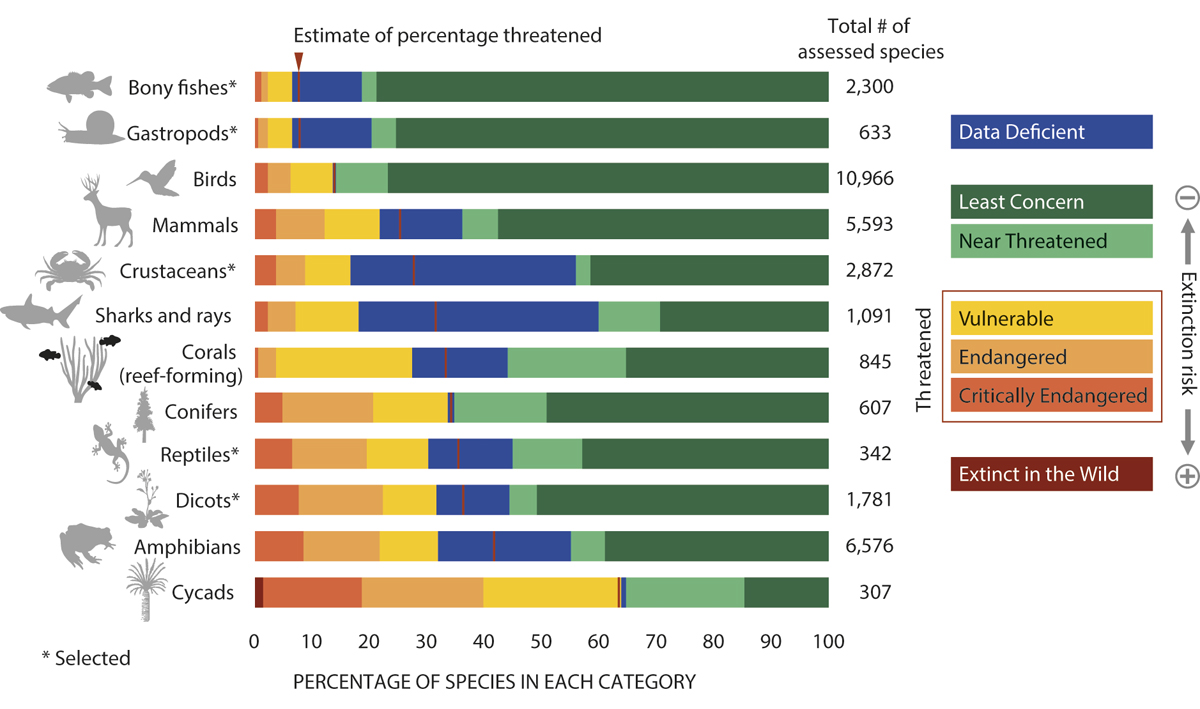 Estimate of percentage threatened
Total # of
assessed species
Bony fishes* 2,300
Gastropods* 633
Birds 10,966
Mammals 5,593
Crustaceans* 2,872
Sharks and rays 1,091
Corals
(reef-forming) 845
Conifers 607
Reptiles* 342
Dicots* 1,781
Amphibians 6,576
Cycads 307
0 10 20 30 40 50 60 70 80 90 100
PERCENTAGE OF SPECIES IN EACH CATEGORY
* Selected
Data Deficient
Least Concern
Near Threatened
Threatened
Vulnerable
Endangered
Critically Endangered
Extinct in the Wild
Extinction risk